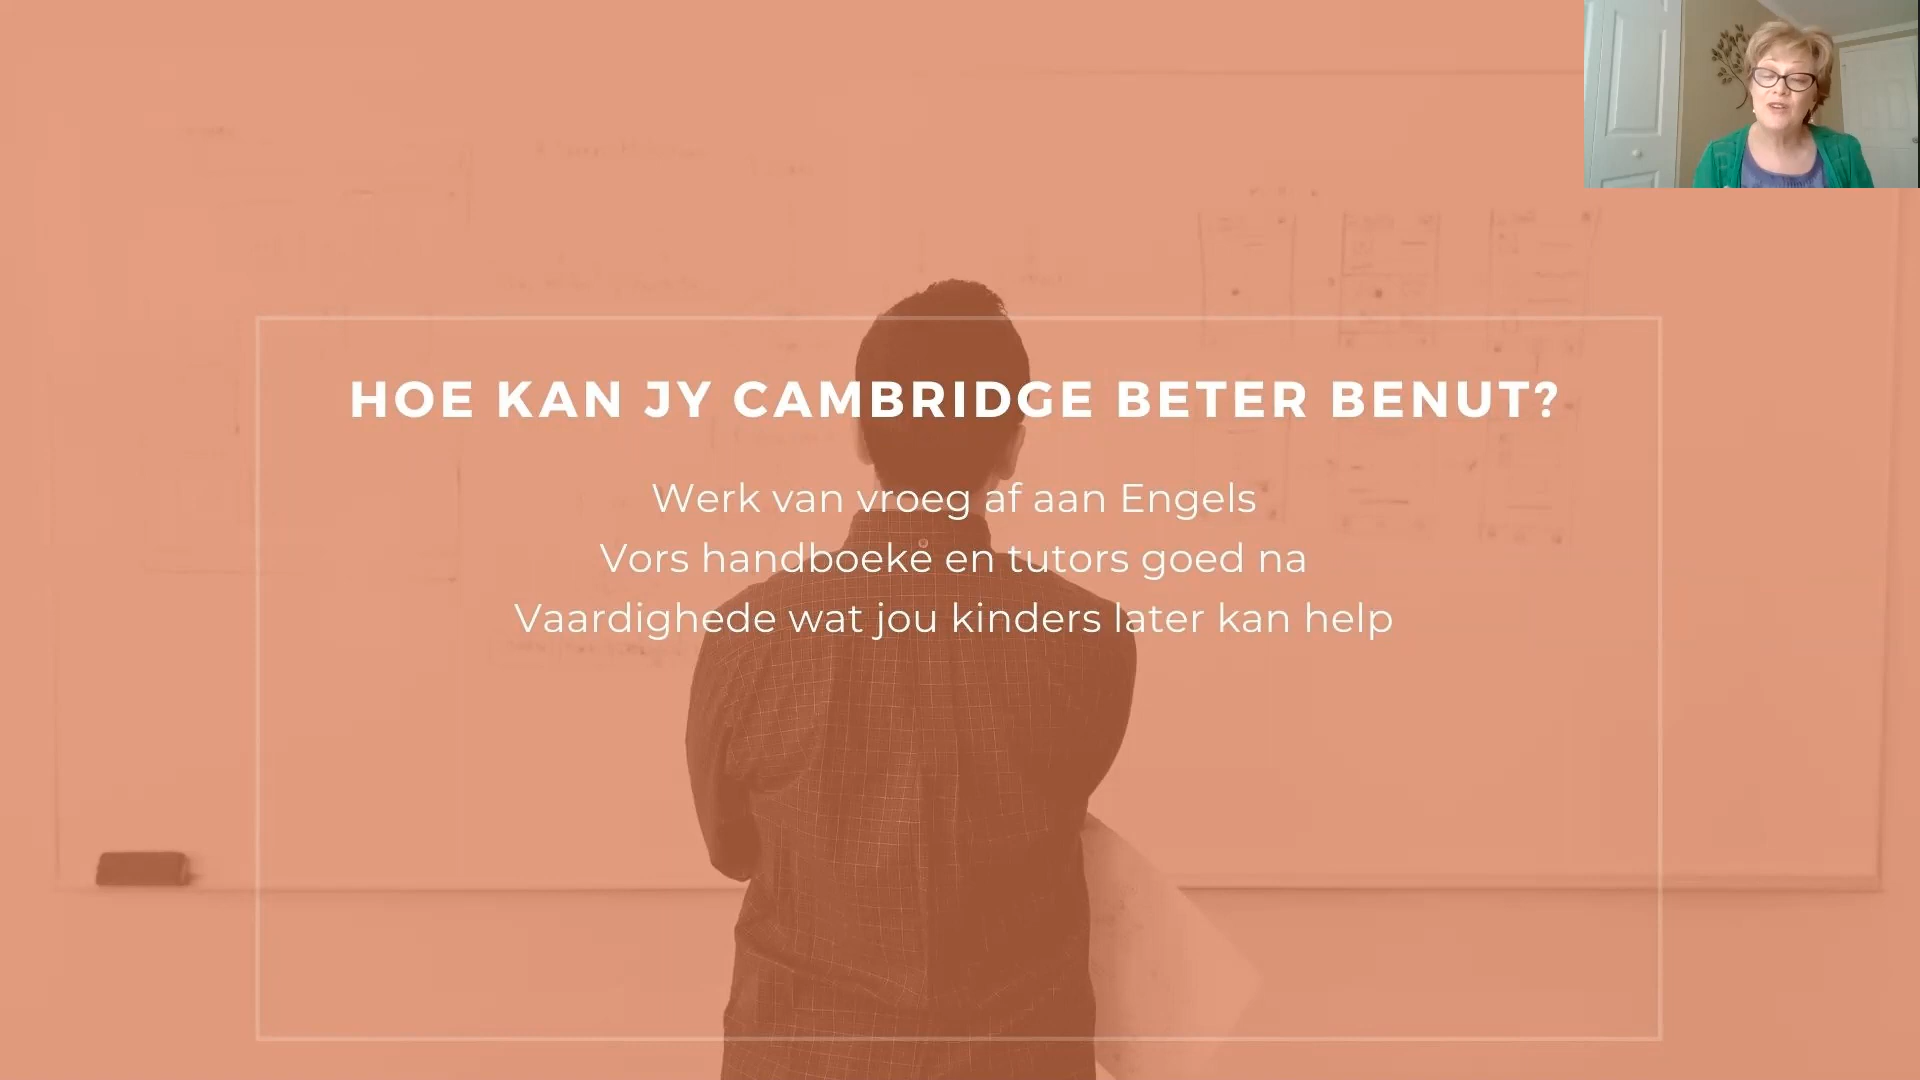 HOE KAN JY CAMBRIDGE BETER BENUT?
Werk van vroeg af aan Engels
Vors handboeke en tutors goed na
Vaardighede wat jou kinders later kan help